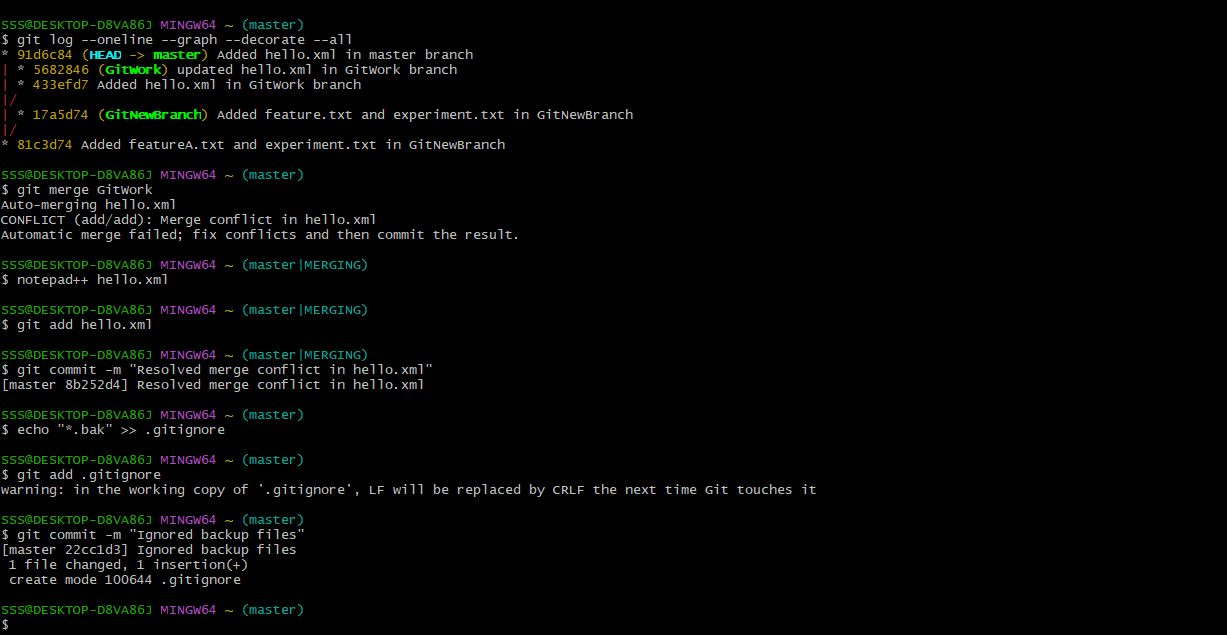 SSS@DESKTOP-D8VA86J MINGW64 ~ (master)
$ git log --oneline --graph --decorate --all
* 91d6c84 (HEAD -> master) Added hello.xml in master branch
| * 5682846 (GitWork) updated hello.xml in GitWork branch
| * 433efd7 Added hello.xml in Gitwork branch
|/
| * 17a5d74 (GitNewBranch) Added feature.txt and experiment.txt in GitNewBranch
|/
* 81c3d74 Added featureA.txt and experiment.txt in GitNewBranch
SSS@DESKTOP-D8VA86J MINGW64 ~ (master)
$ git merge GitWork
Auto-merging hello.xml
CONFLICT (add/add): Merge conflict in hello.xml
Automatic merge failed; fix conflicts and then commit the result.
SSS@DESKTOP-D8VA86J MINGW64 ~ (master|MERGING)
$ notepad++ hello.xml
SSS@DESKTOP-D8VA86J MINGW64 ~ (master|MERGING)
$ git add hello.xml
SSS@DESKTOP-D8VA86J MINGW64 ~ (master|MERGING)
$ git commit -m "Resolved merge conflict in hello.xml"
[master 8b252d4] Resolved merge conflict in hello.xml
SSS@DESKTOP-D8VA86J MINGW64 ~ (master)
$ echo "*.bak" >> .gitignore
SSS@DESKTOP-D8VA86J MINGW64 ~ (master)
$ git add .gitignore
warning: in the working copy of '.gitignore', LF will be replaced by CRLF the next time Git touches it
SSS@DESKTOP-D8VA86J MINGW64 ~ (master)
$ git commit -m "Ignored backup files"
[master 22cc1d3] Ignored backup files
 1 file changed, 1 insertion(+)
 create mode 100644 .gitignore
SSS@DESKTOP-D8VA86J MINGW64 ~ (master)
$